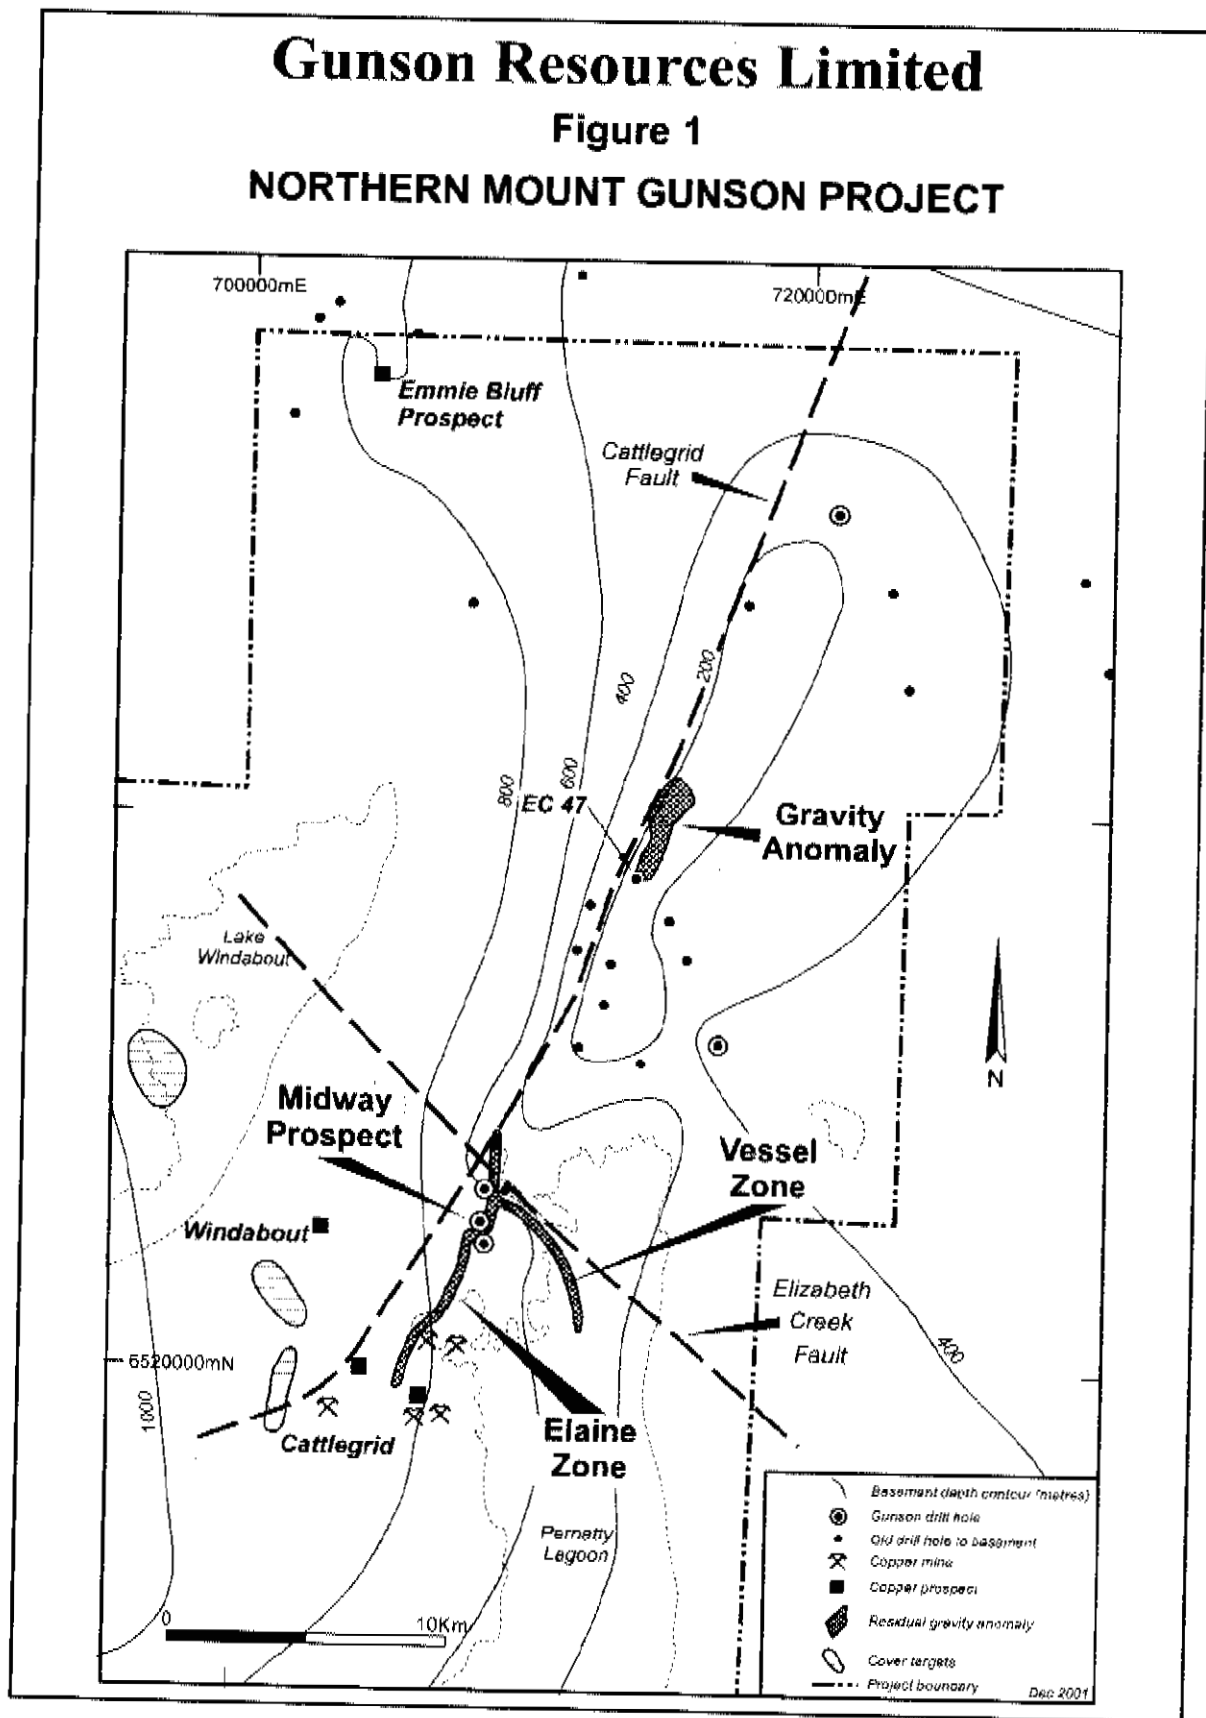 Gunson Resources Limited
Figure 1
NORTHERN MOUNT GUNSON PROJECT
700000mE
720000mE
Emmie Bluff
Prospect
Cattlegrid
Fault
400
200
800
600
EC 47
Gravity
Anomaly
Lake
Windabout
Midway
Prospect
Vessel
Zone
N
Windabout
Elizabeth
Creek
Fault
400
6520000mN
1000
Cattlegrid
Elaine
Zone
Pernatty
Lagoon
0
10Km
Basement depth contour (metres)
Gunson drill hole
Old drill hole to basement
Copper mine
Copper prospect
Residual gravity anomaly
Cover targets
Project boundary
Dec 2001